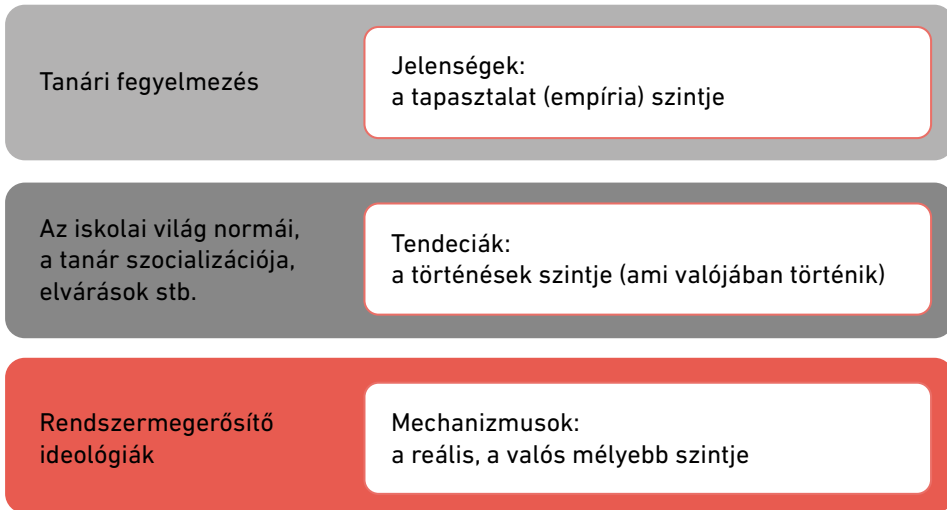 Tanári fegyelmezés
Jelenségek:
a tapasztalat (empíria) szintje
Az iskolai világ normái,
a tanár szocializációja,
elvárások stb.
Tendeciák:
a történések szintje (ami valójában történik)
Rendszermegerősítő
ideológiák
Mechanizmusok:
a reális, a valós mélyebb szintje